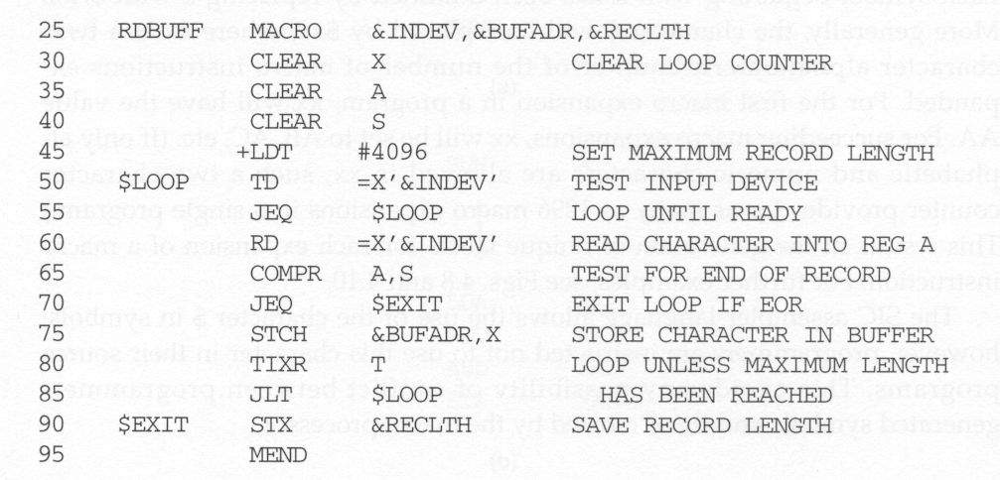 25 RDBUFF MACRO &INDEV,&BUFADR,&RECLTH
30 CLEAR X CLEAR LOOP COUNTER
35 CLEAR A
40 CLEAR S
45 +LDT #4096 SET MAXIMUM RECORD LENGTH
50 $LOOP TD =X'&INDEV' TEST INPUT DEVICE
55 JEQ $LOOP LOOP UNTIL READY
60 RD =X'&INDEV' READ CHARACTER INTO REG A
65 COMPR A,S TEST FOR END OF RECORD
70 JEQ $EXIT EXIT LOOP IF EOR
75 STCH &BUFADR,X STORE CHARACTER IN BUFFER
80 TIXR T LOOP UNLESS MAXIMUM LENGTH
85 JLT $LOOP HAS BEEN REACHED
90 $EXIT STX &RECLTH SAVE RECORD LENGTH
95 MEND